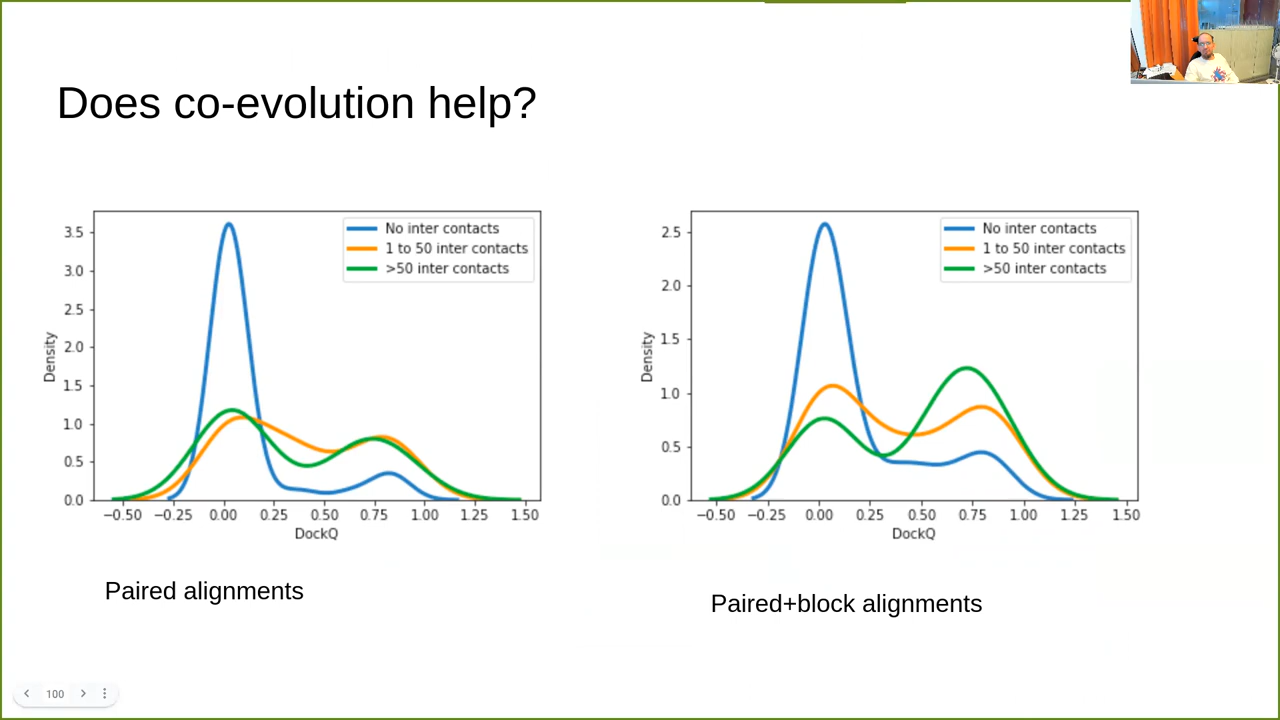 Does co-evolution help?
No inter contacts
1 to 50 inter contacts
>50 inter contacts
3.5
3.0
2.5
2.0
1.5
1.0
0.5
0.0
Density
−0.50 −0.25 0.00 0.25 0.50 0.75 1.00 1.25 1.50
DockQ
Paired alignments
No inter contacts
1 to 50 inter contacts
>50 inter contacts
2.5
2.0
1.5
1.0
0.5
0.0
Density
−0.50 −0.25 0.00 0.25 0.50 0.75 1.00 1.25 1.50
DockQ
Paired+block alignments
100